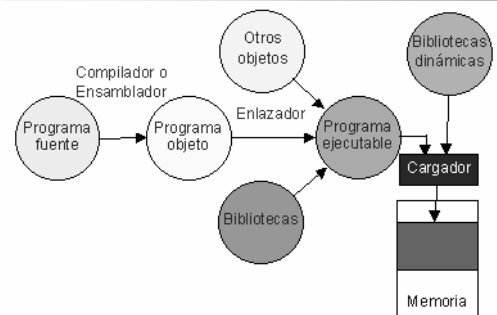 Otros
objetos
Bibliotecas
dinámicas
Compilador o
Ensamblador
Enlazador
Programa
fuente
Programa
objeto
Programa
ejecutable
Cargador
Bibliotecas
Memoria